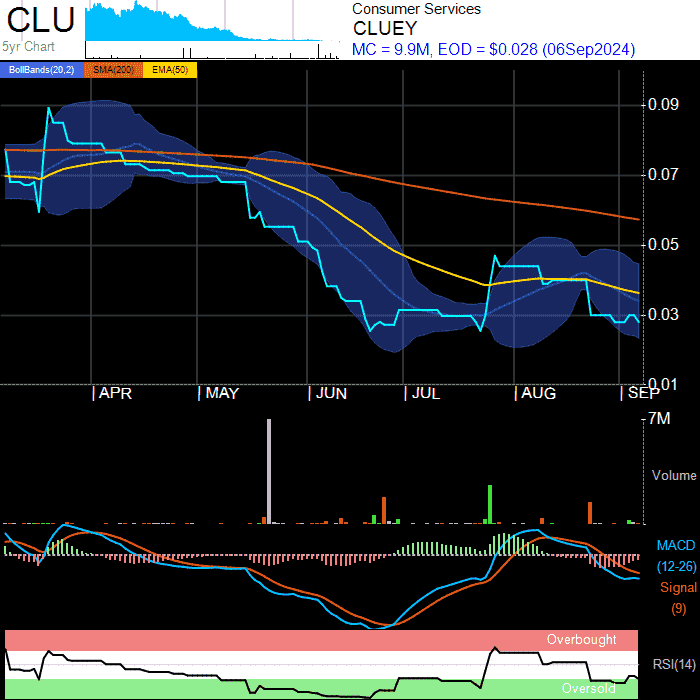 CLU
5yr Chart
Consumer Services
CLUEY
MC = 9.9M, EOD = $0.028 (06Sep2024)
BollBands(20,2) SMA(200) EMA(50)
0.09
0.07
0.05
0.03
0.01
APR MAY JUN JUL AUG SEP
7M
Volume
MACD
(12-26)
Signal
(9)
Overbought
RSI(14)
Oversold